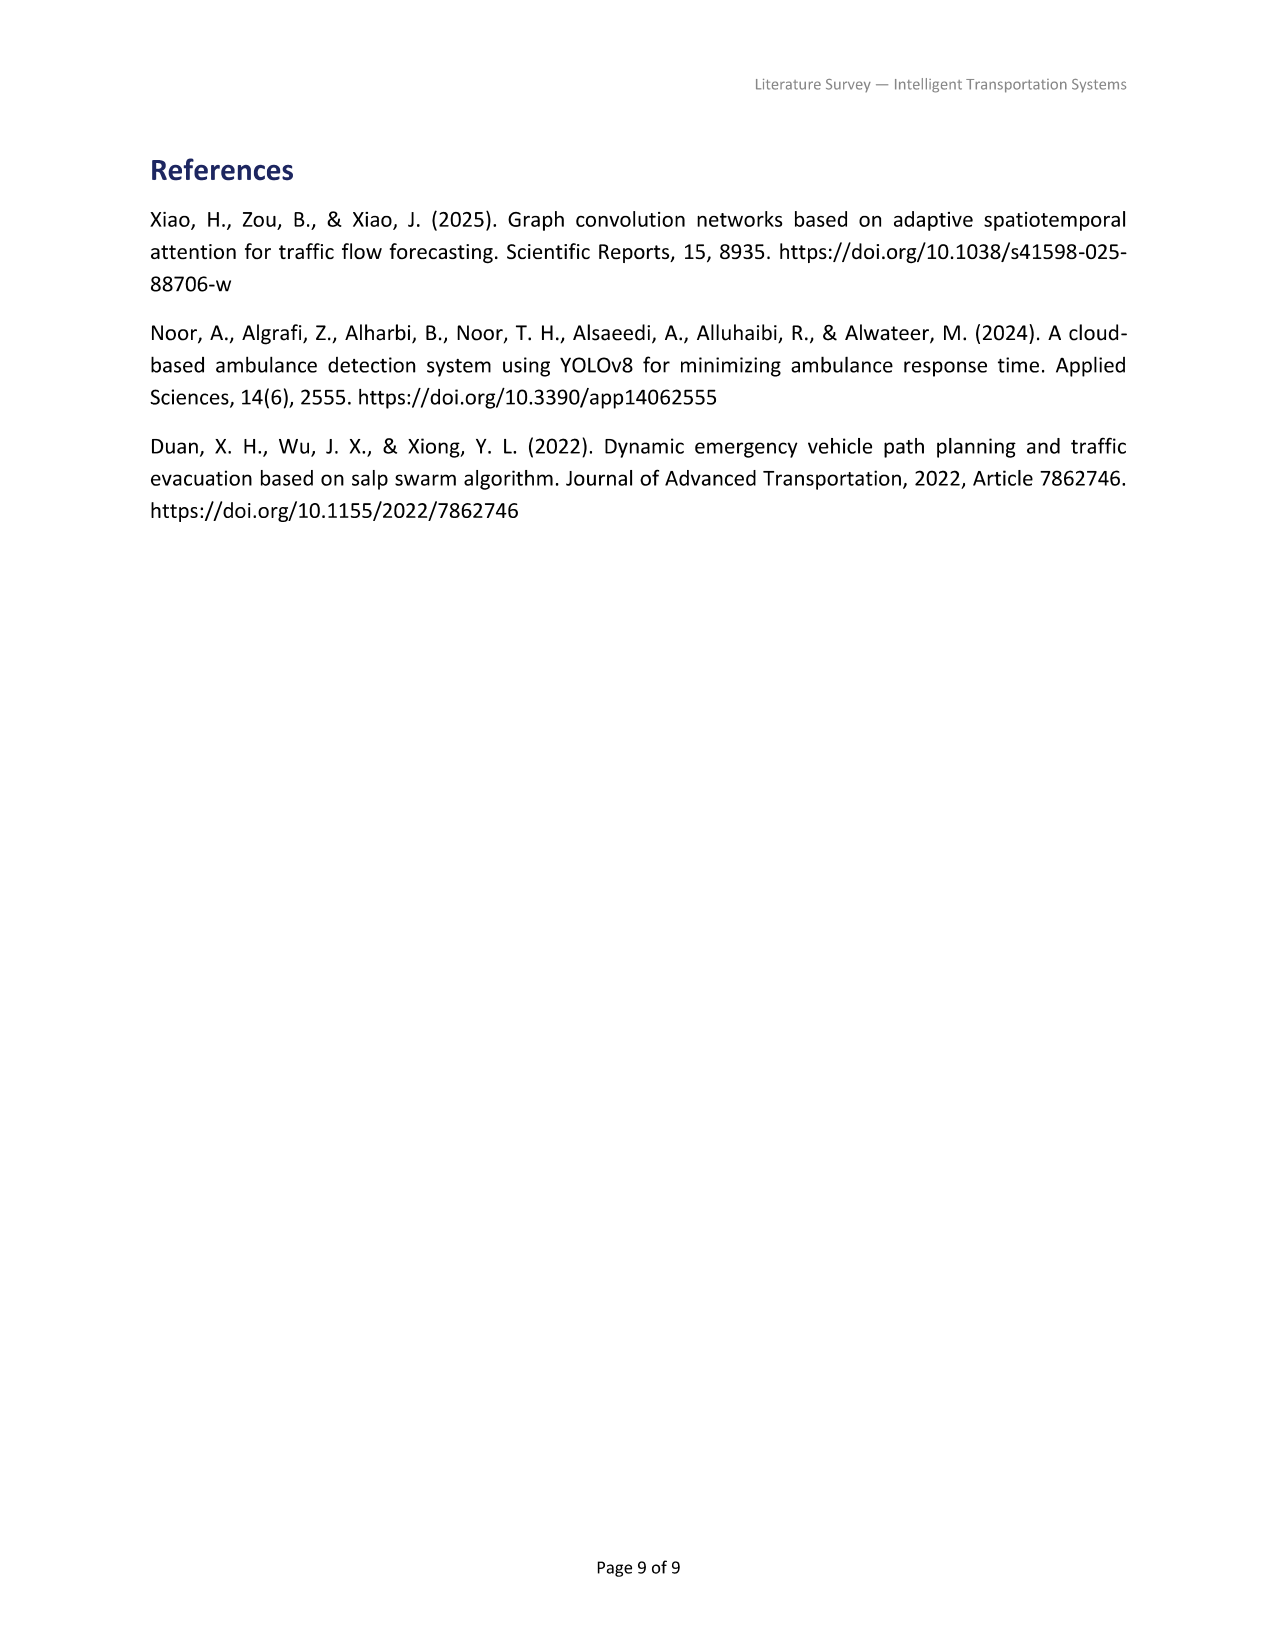 Literature Survey — Intelligent Transportation Systems
References
Xiao, H., Zou, B., & Xiao, J. (2025). Graph convolution networks based on adaptive spatiotemporal
attention for traffic flow forecasting. Scientific Reports, 15, 8935. https://doi.org/10.1038/s41598-025-
88706-w
Noor, A., Algrafi, Z., Alharbi, B., Noor, T. H., Alsaeedi, A., Alluhaibi, R., & Alwateer, M. (2024). A cloud-
based ambulance detection system using YOLOv8 for minimizing ambulance response time. Applied
Sciences, 14(6), 2555. https://doi.org/10.3390/app14062555
Duan, X. H., Wu, J. X., & Xiong, Y. L. (2022). Dynamic emergency vehicle path planning and traffic
evacuation based on salp swarm algorithm. Journal of Advanced Transportation, 2022, Article 7862746.
https://doi.org/10.1155/2022/7862746
Page 9 of 9